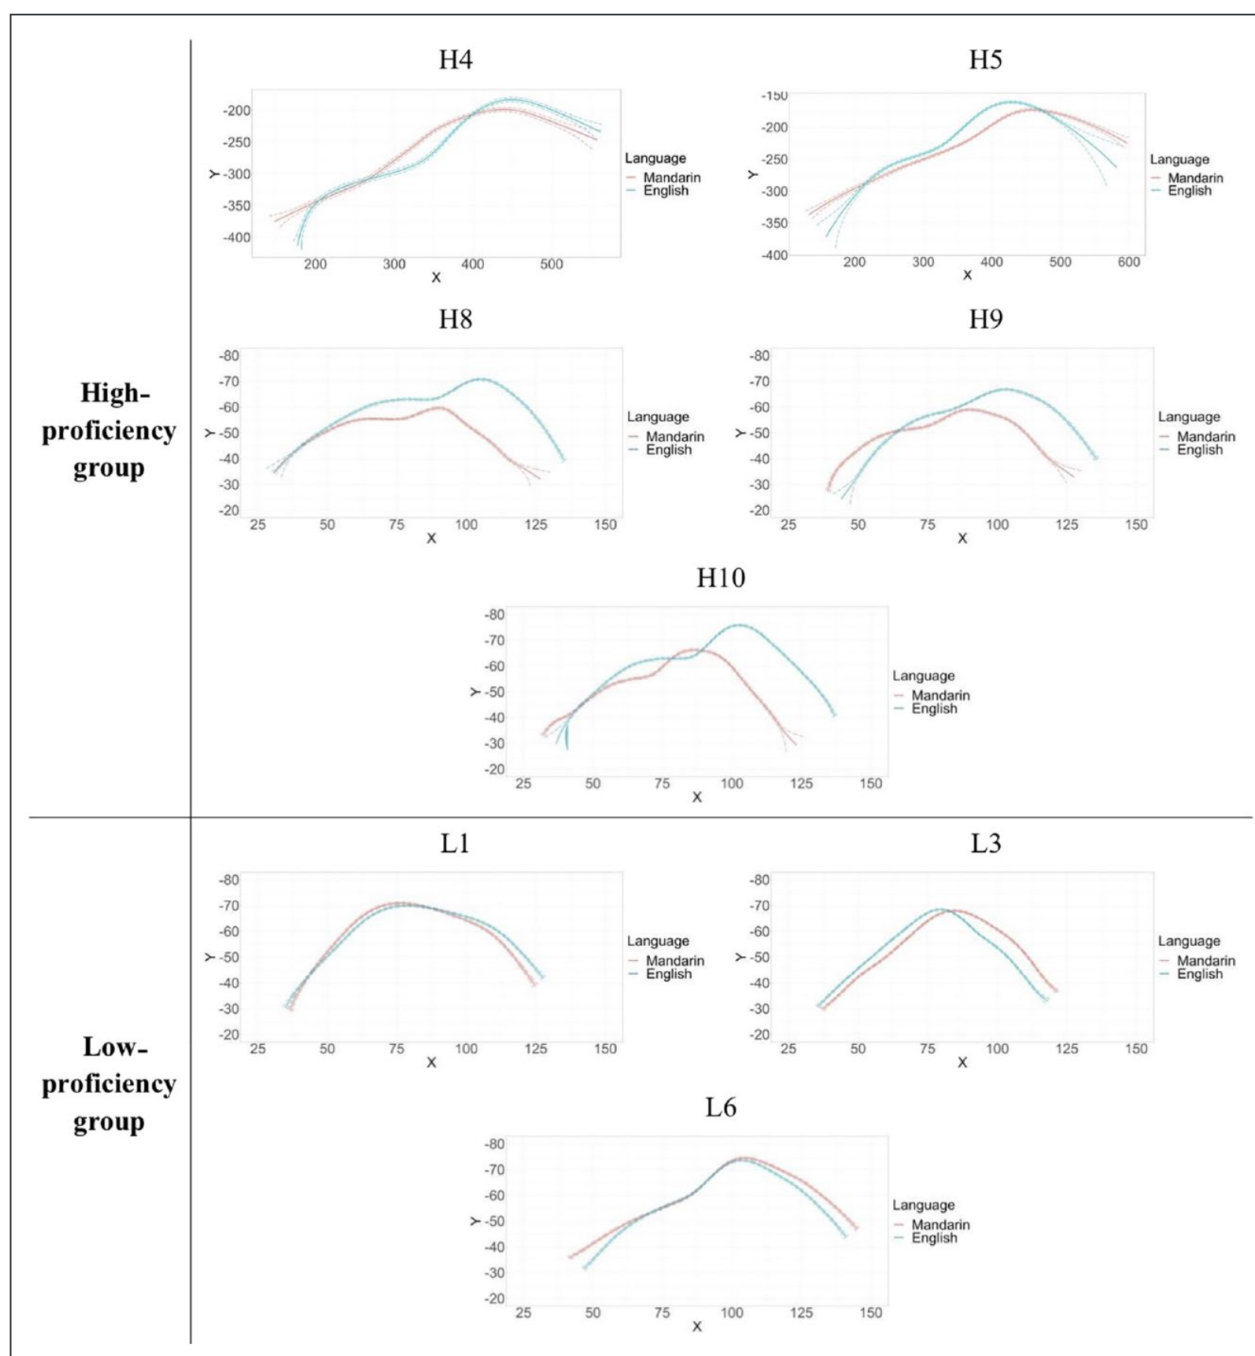 High-
proficiency
group
H4
-200
-250
-300
-350
-400
Y
200 300 400 500
X
Language
Mandarin
English
H5
-150
-200
-250
-300
-350
-400
Y
200 300 400 500 600
X
Language
Mandarin
English
H8
-80
-70
-60
-50
-40
-30
-20
Y
25 50 75 100 125 150
X
Language
Mandarin
English
H9
-80
-70
-60
-50
-40
-30
-20
Y
25 50 75 100 125 150
X
Language
Mandarin
English
H10
-80
-70
-60
-50
-40
-30
-20
Y
25 50 75 100 125 150
X
Language
Mandarin
English
Low-
proficiency
group
L1
-80
-70
-60
-50
-40
-30
-20
Y
25 50 75 100 125 150
X
Language
Mandarin
English
L3
-80
-70
-60
-50
-40
-30
-20
Y
25 50 75 100 125 150
X
Language
Mandarin
English
L6
-80
-70
-60
-50
-40
-30
-20
Y
25 50 75 100 125 150
X
Language
Mandarin
English